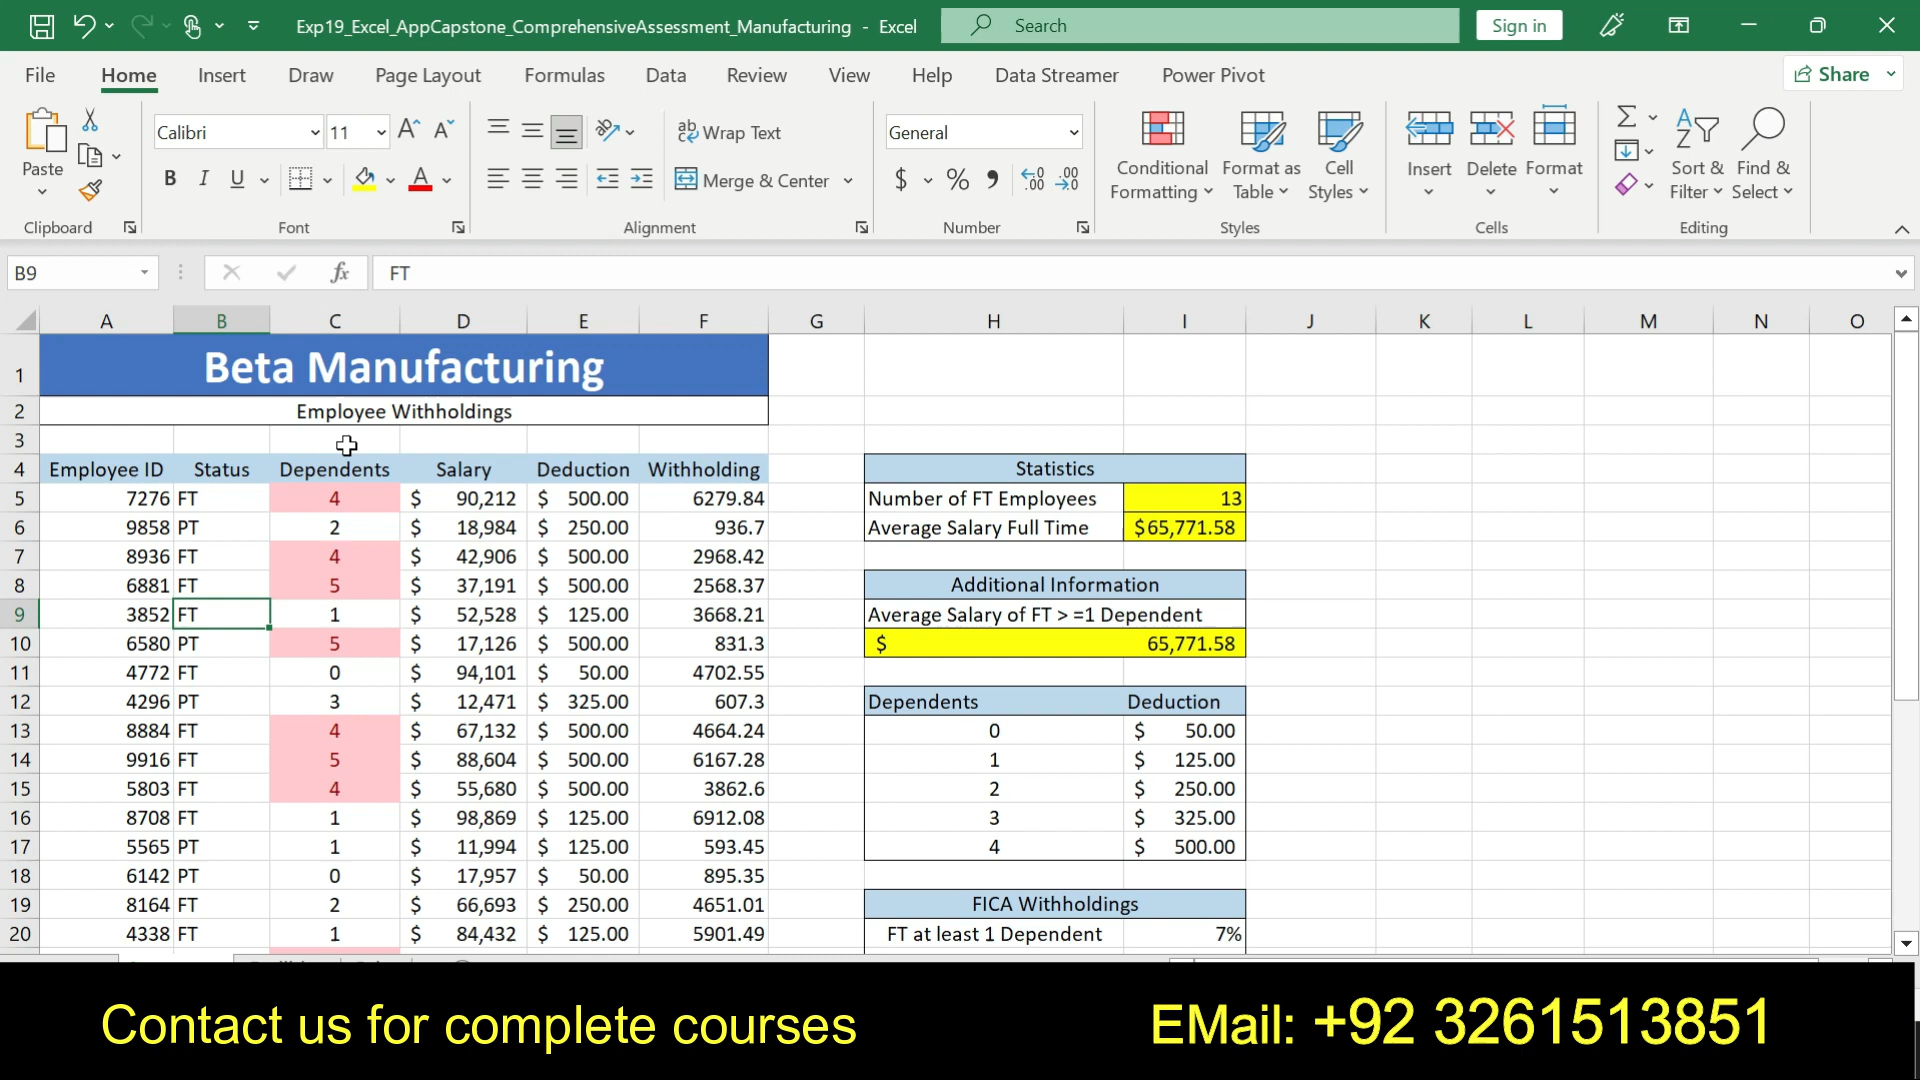 Exp19_Excel_AppCapstone_ComprehensiveAssessment_Manufacturing - Excel
Search
Sign in
File Home Insert Draw Page Layout Formulas Data Review View Help Data Streamer Power Pivot Share
Paste
Calibri 11
Wrap Text
Merge & Center
General
Conditional Formatting
Format as Table
Cell Styles
Insert Delete Format
Sort & Filter
Find & Select
Clipboard Font Alignment Number Styles Cells Editing
B9 fx FT
A B C D E F G H I J K L M N O
1 Beta Manufacturing
2 Employee Withholdings
3
4 Employee ID Status Dependents Salary Deduction Withholding Statistics
5 7276 FT 4 $ 90,212 $ 500.00 6279.84 Number of FT Employees 13
6 9858 PT 2 $ 18,984 $ 250.00 936.7 Average Salary Full Time $65,771.58
7 8936 FT 4 $ 42,906 $ 500.00 2968.42
8 6881 FT 5 $ 37,191 $ 500.00 2568.37 Additional Information
9 3852 FT 1 $ 52,528 $ 125.00 3668.21 Average Salary of FT > =1 Dependent
10 6580 PT 5 $ 17,126 $ 500.00 831.3 $ 65,771.58
11 4772 FT 0 $ 94,101 $ 50.00 4702.55
12 4296 PT 3 $ 12,471 $ 325.00 607.3 Dependents Deduction
13 8884 FT 4 $ 67,132 $ 500.00 4664.24 0 $ 50.00
14 9916 FT 5 $ 88,604 $ 500.00 6167.28 1 $ 125.00
15 5803 FT 4 $ 55,680 $ 500.00 3862.6 2 $ 250.00
16 8708 FT 1 $ 98,869 $ 125.00 6912.08 3 $ 325.00
17 5565 PT 1 $ 11,994 $ 125.00 593.45 4 $ 500.00
18 6142 PT 0 $ 17,957 $ 50.00 895.35
19 8164 FT 2 $ 66,693 $ 250.00 4651.01 FICA Withholdings
20 4338 FT 1 $ 84,432 $ 125.00 5901.49 FT at least 1 Dependent 7%
Contact us for complete courses EMail: +92 3261513851